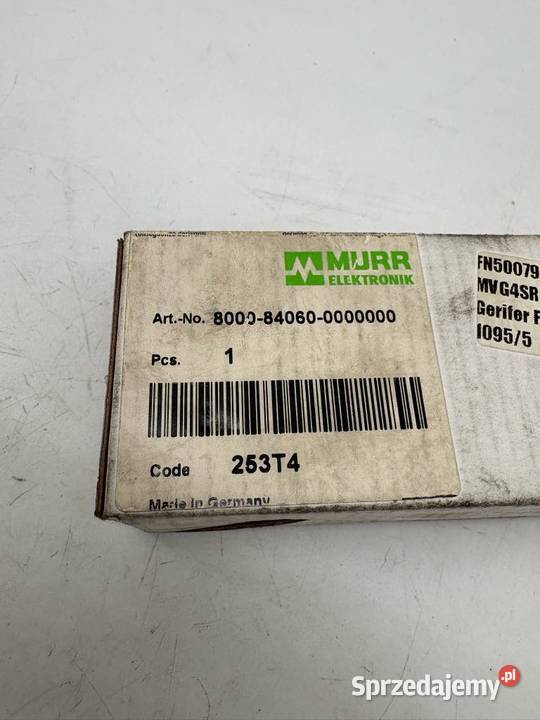 MURR
ELEKTRONIK
Art.-No. 8000-84060-0000000
Pcs. 1
Code 253T4
Made in Germany
FN50079
MVG4SR
Gerifer F
1095/5
Sprzedajemy.pl